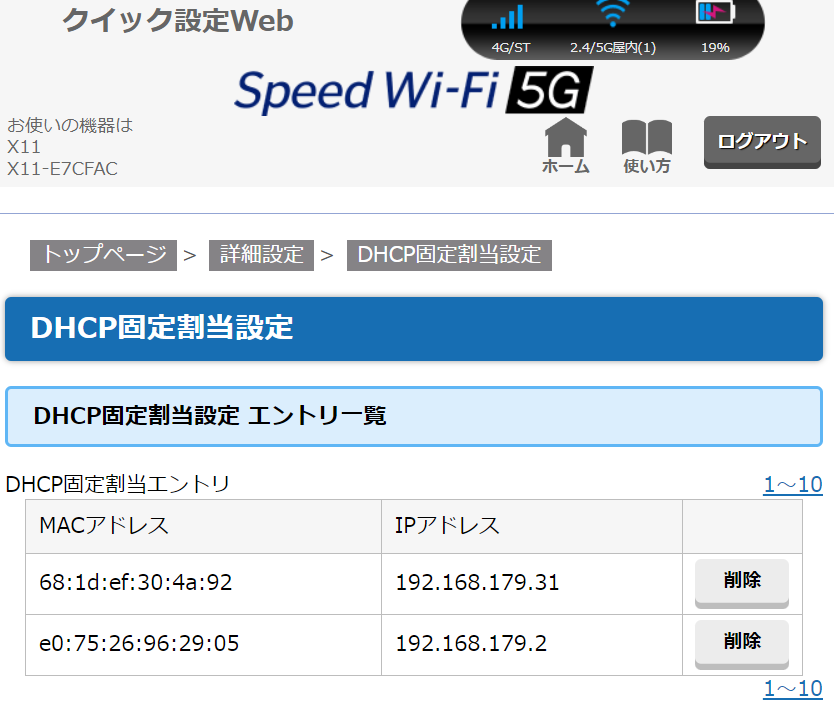 クイック設定Web
4G/ST 2.4/5G屋内(1) 19%
Speed Wi-Fi 5G
お使いの機器は
X11
X11-E7CFAC
ホーム 使い方 ログアウト
トップページ > 詳細設定 > DHCP固定割当設定
DHCP固定割当設定
DHCP固定割当設定 エントリ一覧
DHCP固定割当エントリ 1～10
MACアドレス IPアドレス
68:1d:ef:30:4a:92 192.168.179.31 削除
e0:75:26:96:29:05 192.168.179.2 削除
1～10